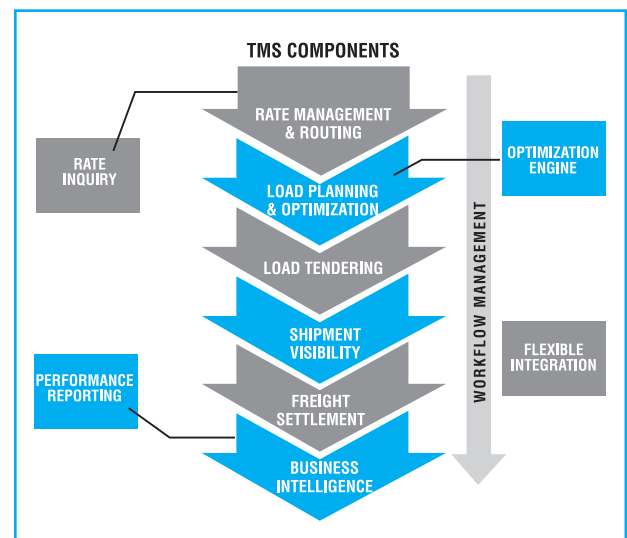 TMS COMPONENTS
RATE MANAGEMENT
& ROUTING
RATE
INQUIRY
OPTIMIZATION
ENGINE
LOAD PLANNING
& OPTIMIZATION
LOAD TENDERING
WORKFLOW MANAGEMENT
SHIPMENT
VISIBILITY
FLEXIBLE
INTEGRATION
PERFORMANCE
REPORTING
FREIGHT
SETTLEMENT
BUSINESS
INTELLIGENCE